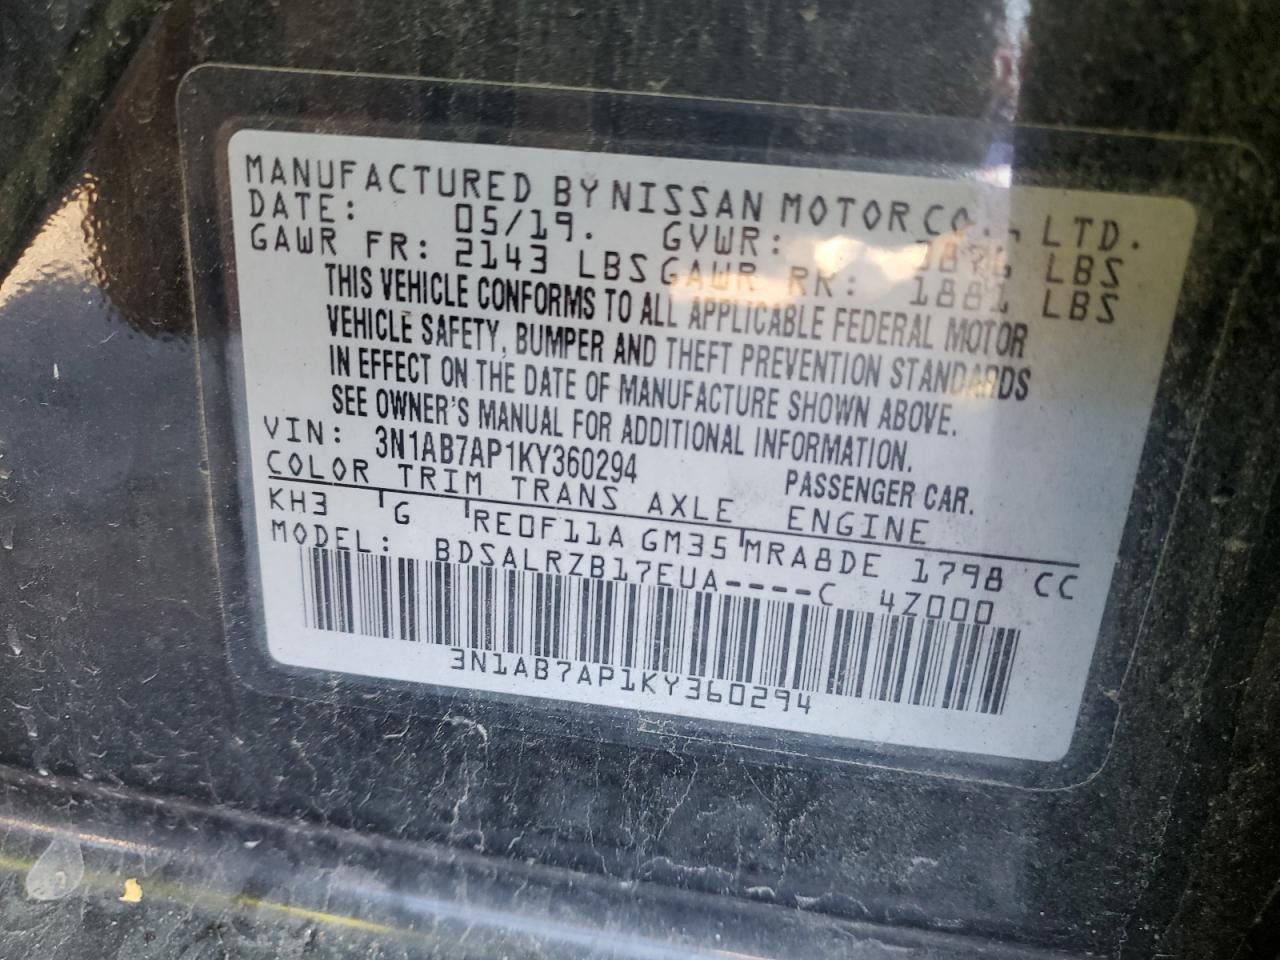 MANUFACTURED BY NISSAN MOTOR CO., LTD.
DATE: 05/19. GVWR: LBS
GAWR FR: 2143 LBS GAWR RR: 1881 LBS
THIS VEHICLE CONFORMS TO ALL APPLICABLE FEDERAL MOTOR
VEHICLE SAFETY, BUMPER AND THEFT PREVENTION STANDARDS
IN EFFECT ON THE DATE OF MANUFACTURE SHOWN ABOVE.
SEE OWNER'S MANUAL FOR ADDITIONAL INFORMATION.
VIN: 3N1AB7AP1KY360294 PASSENGER CAR.
COLOR TRIM TRANS AXLE ENGINE
KH3 G RE0F11A GM35 MRA8DE 1798 CC
MODEL: BDSALRZB17EUA----C 4Z000
3N1AB7AP1KY360294